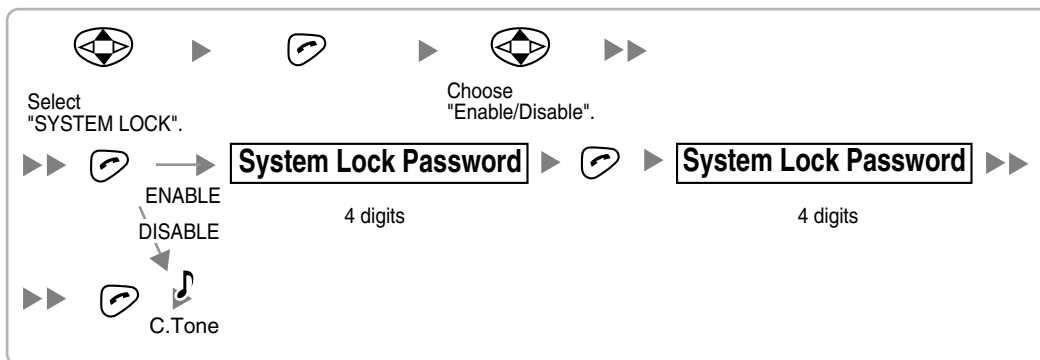 Select
"SYSTEM LOCK".
Choose
"Enable/Disable".
System Lock Password
System Lock Password
ENABLE
4 digits
4 digits
DISABLE
C.Tone